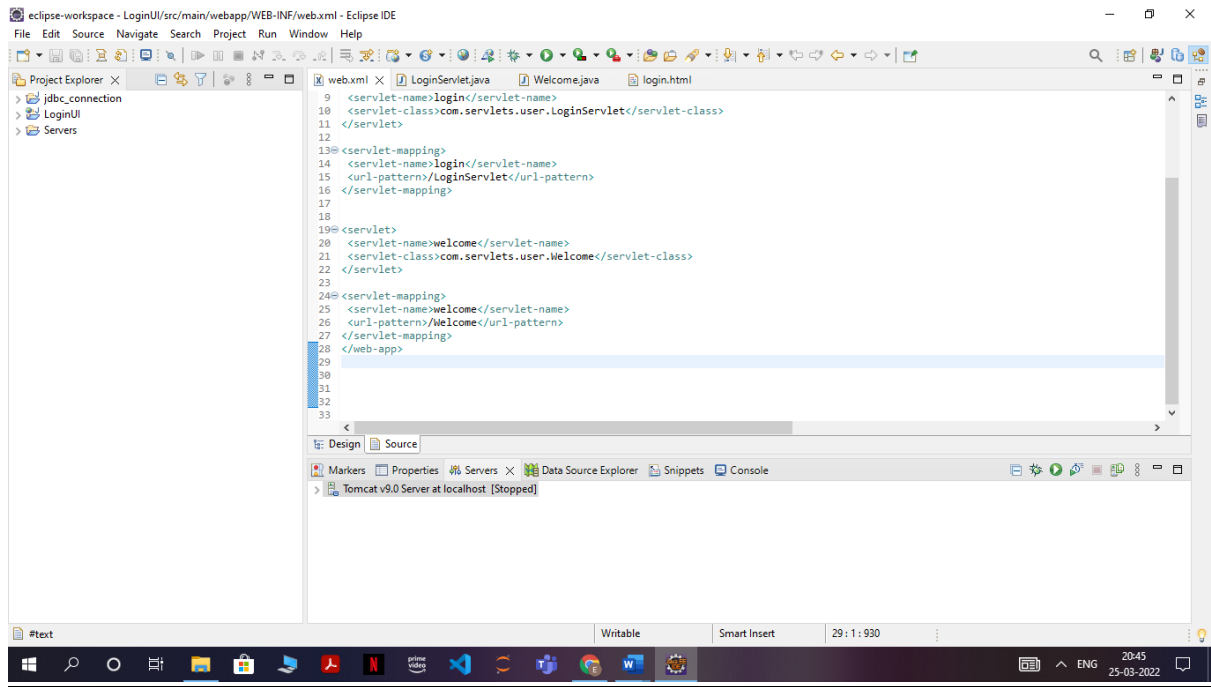 eclipse-workspace - LoginUI/src/main/webapp/WEB-INF/web.xml - Eclipse IDE
File Edit Source Navigate Search Project Run Window Help
Project Explorer
web.xml LoginServlet.java Welcome.java login.html
jdbc_connection
LoginUI
Servers
9 <servlet-name>login</servlet-name>
10 <servlet-class>com.servlets.user.LoginServlet</servlet-class>
11 </servlet>
12
13 <servlet-mapping>
14 <servlet-name>login</servlet-name>
15 <url-pattern>/LoginServlet</url-pattern>
16 </servlet-mapping>
17
18
19 <servlet>
20 <servlet-name>welcome</servlet-name>
21 <servlet-class>com.servlets.user.Welcome</servlet-class>
22 </servlet>
23
24 <servlet-mapping>
25 <servlet-name>welcome</servlet-name>
26 <url-pattern>/Welcome</url-pattern>
27 </servlet-mapping>
28 </web-app>
29
30
31
32
33
Design Source
Markers Properties Servers Data Source Explorer Snippets Console
Tomcat v9.0 Server at localhost [Stopped]
#text Writable Smart Insert 29 : 1 : 930
N prime video W ENG 20:45
25-03-2022